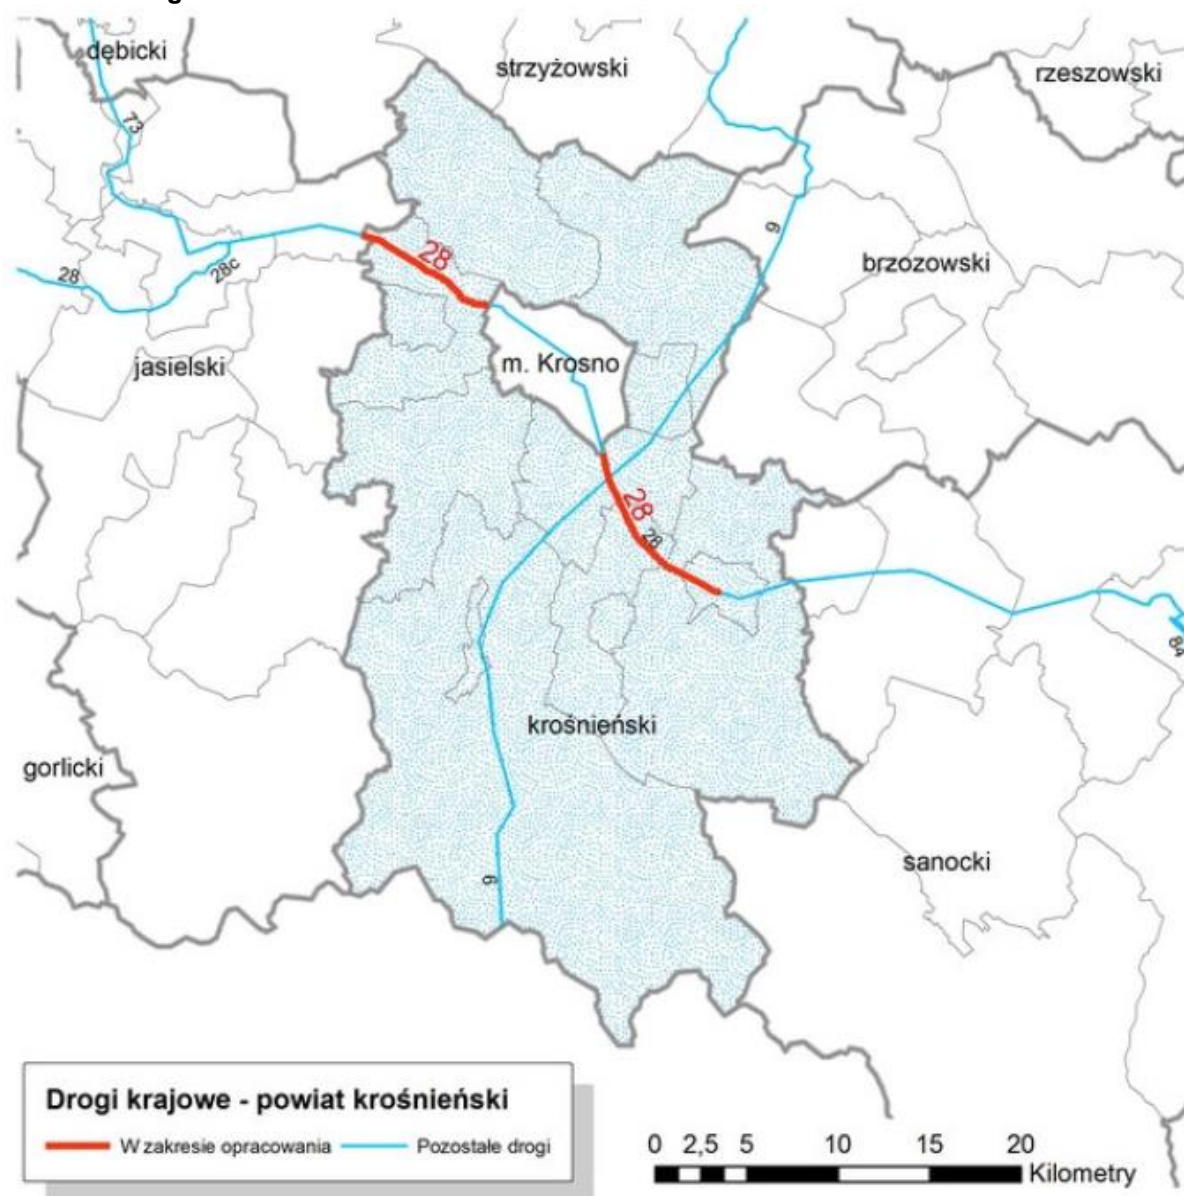 dębicki
strzyżowski
rzeszowski
73
9
28
brzozowski
28
28c
jasielski
m. Krosno
28
28
84
krośnieński
gorlicki
sanocki
9
Drogi krajowe - powiat krośnieński
W zakresie opracowania
Pozostałe drogi
0 2,5 5 10 15 20
Kilometry